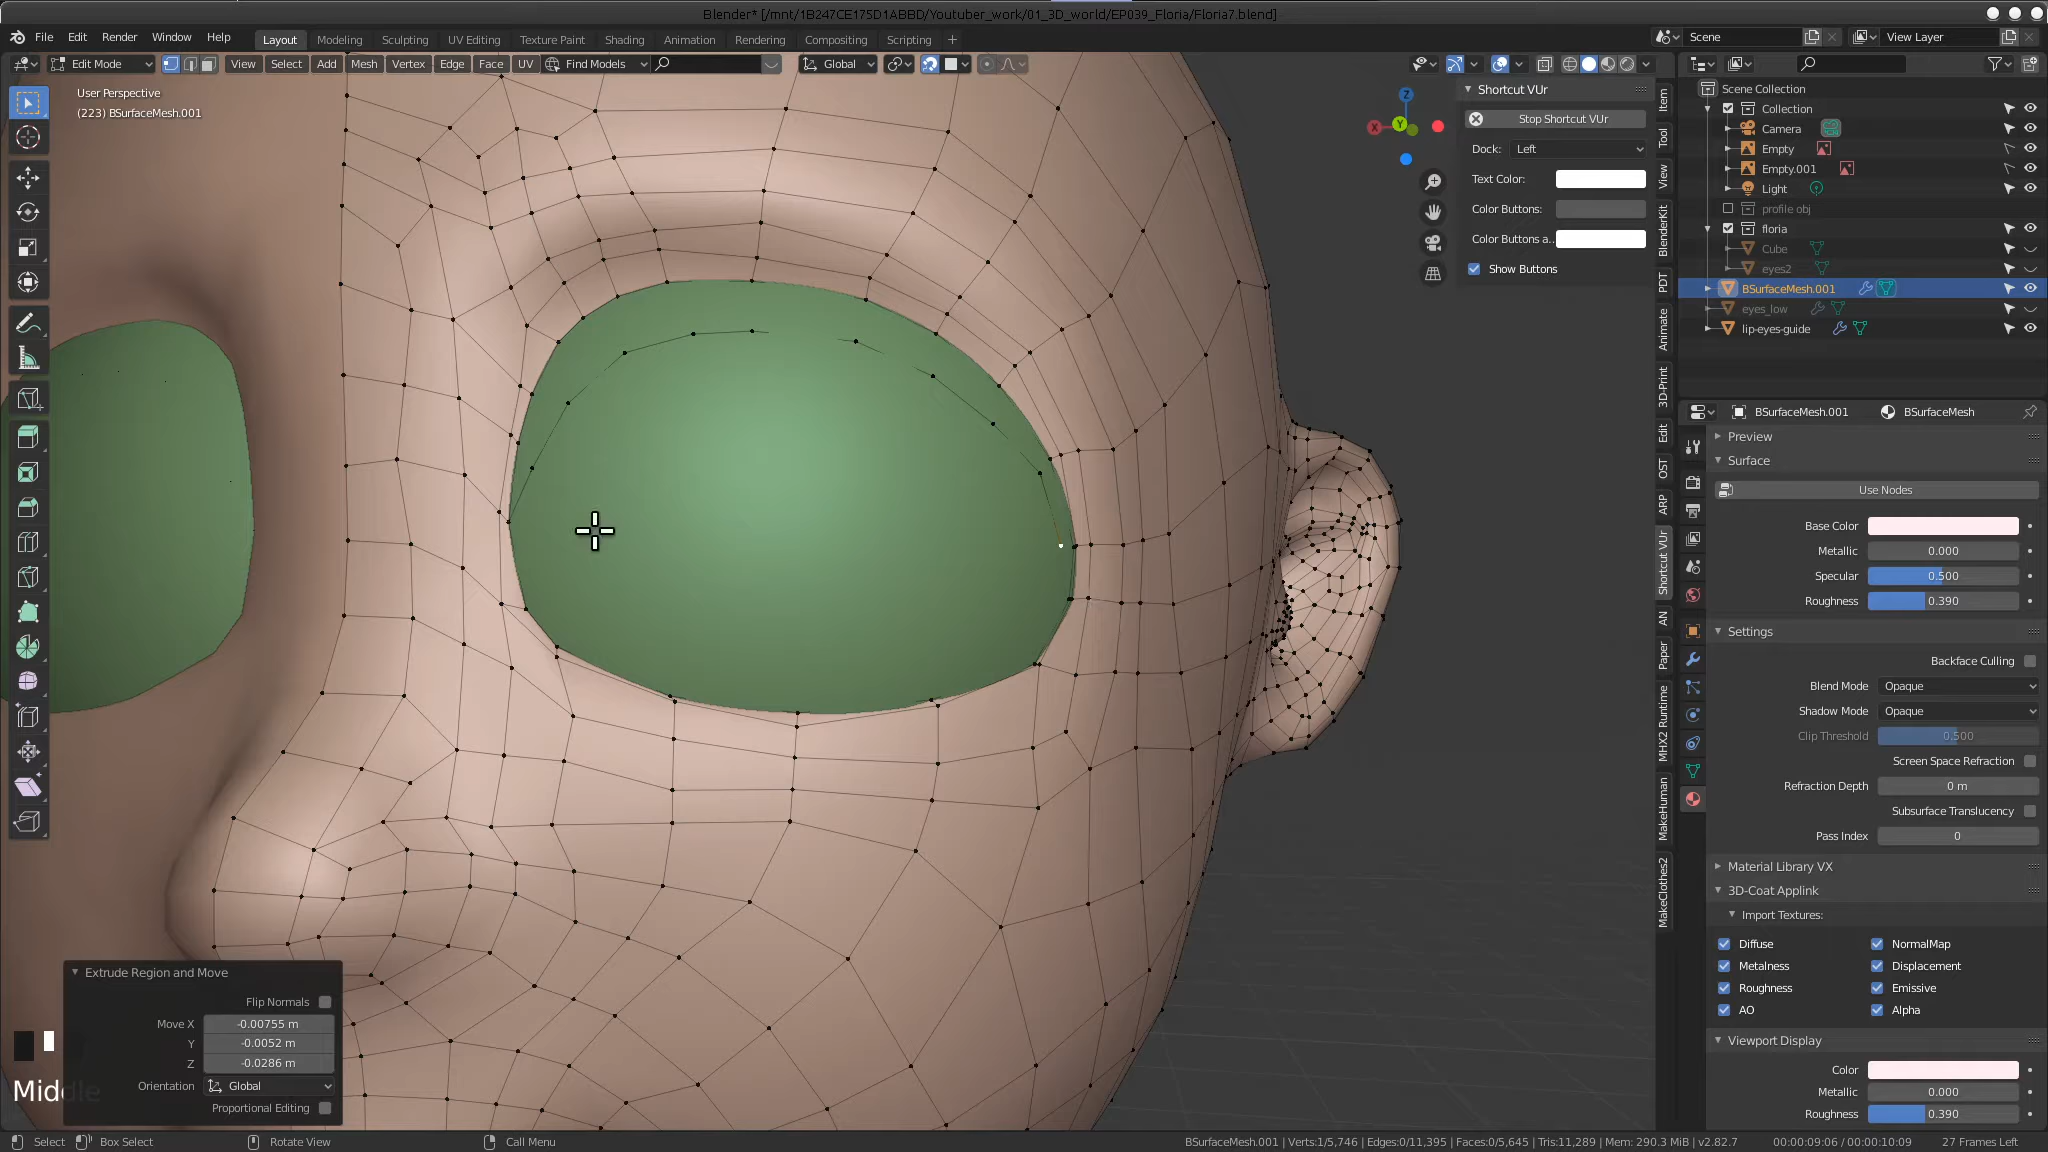 Blender* [/mnt/1B247CE175D1ABBD/Youtuber_work/01_3D_world/EP039_Floria/Floria7.blend]
File Edit Render Window Help Layout Modeling Sculpting UV Editing Texture Paint Shading Animation Rendering Compositing Scripting + Scene View Layer
Edit Mode View Select Add Mesh Vertex Edge Face UV Find Models Global
User Perspective
(223) BSurfaceMesh.001
Shortcut VUr
Stop Shortcut VUr
Dock: Left
Text Color:
Color Buttons:
Color Buttons a..
Show Buttons
Z
Y
X
Item
Tool
View
BlenderKit
PDT
Animate
3D-Print
Edit
OST
ARP
Shortcut VUr
AN
Paper
MHX2 Runtime
MakeHuman
MakeClothes2
Scene Collection
Collection
Camera
Empty
Empty.001
Light
profile obj
floria
Cube
eyes2
BSurfaceMesh.001
eyes_low
lip-eyes-guide
BSurfaceMesh.001 BSurfaceMesh
Preview
Surface
Use Nodes
Base Color
Metallic 0.000
Specular 0.500
Roughness 0.390
Settings
Backface Culling
Blend Mode Opaque
Shadow Mode Opaque
Clip Threshold 0.500
Screen Space Refraction
Refraction Depth 0 m
Subsurface Translucency
Pass Index 0
Material Library VX
3D-Coat Applink
Import Textures:
Diffuse NormalMap
Metalness Displacement
Roughness Emissive
AO Alpha
Viewport Display
Color
Metallic 0.000
Roughness 0.390
Extrude Region and Move
Flip Normals
Move X -0.00755 m
Y -0.0052 m
Z -0.0286 m
Orientation Global
Proportional Editing
Middle
Select Box Select Rotate View Call Menu BSurfaceMesh.001 | Verts:1/5,746 | Edges:0/11,395 | Faces:0/5,645 | Tris:11,289 | Mem: 290.3 MiB | v2.82.7 00:00:09:06 / 00:00:10:09 27 Frames Left